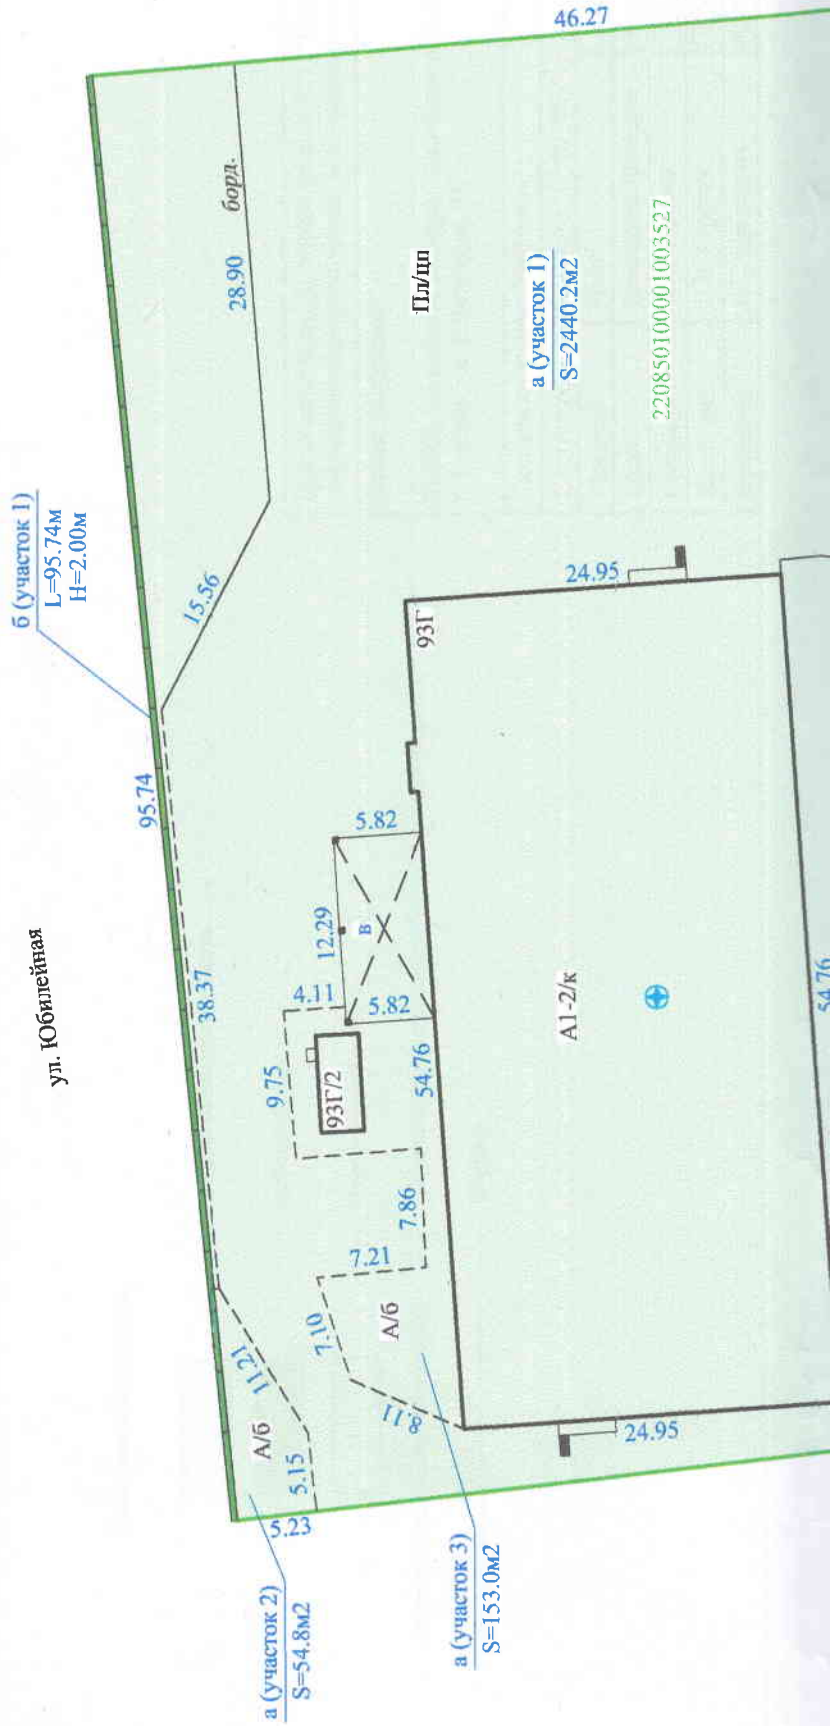 46.27
борд.
28.90
Пл/цп
а (участок 1)
S=2440.2м2
220850100001003527
б (участок 1)
L=95.74м
H=2.00м
15.56
24.95
93Г
95.74
5.82
12.29
в
ул. Юбилейная
38.37
4.11
5.82
А1-2/к
54.76
9.75
93Г/2
54.76
7.86
7.21
7.10
А/б
11.21
8.11
А/б
5.15
24.95
5.23
а (участок 2)
S=54.8м2
а (участок 3)
S=153.0м2